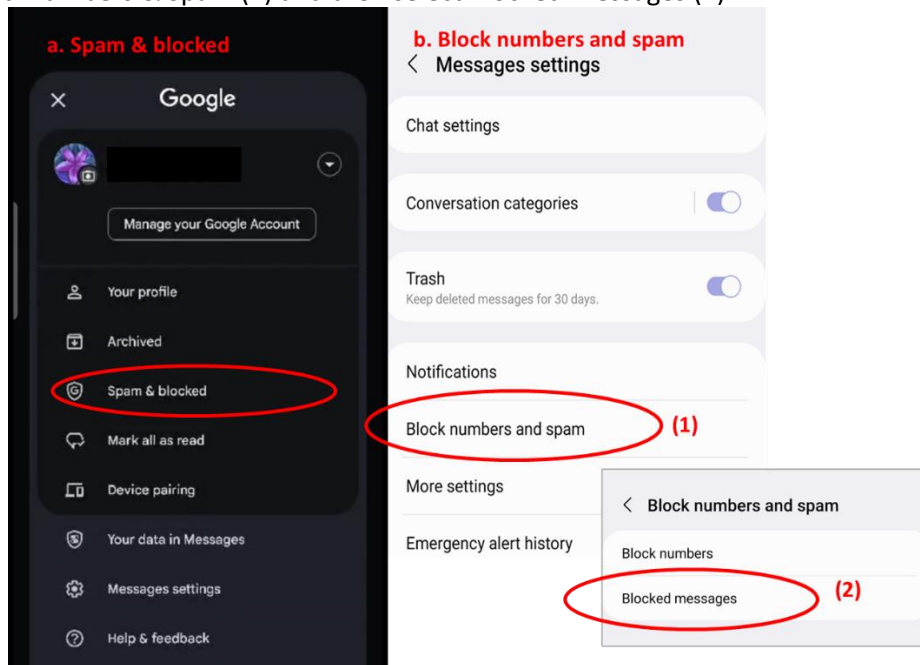 a. Spam & blocked
Google
Manage your Google Account
Your profile
Archived
Spam & blocked
Mark all as read
Device pairing
Your data in Messages
Messages settings
Help & feedback
b. Block numbers and spam
Messages settings
Chat settings
Conversation categories
Trash
Keep deleted messages for 30 days.
Notifications
Block numbers and spam (1)
More settings
Emergency alert history
Block numbers and spam
Block numbers
Blocked messages (2)